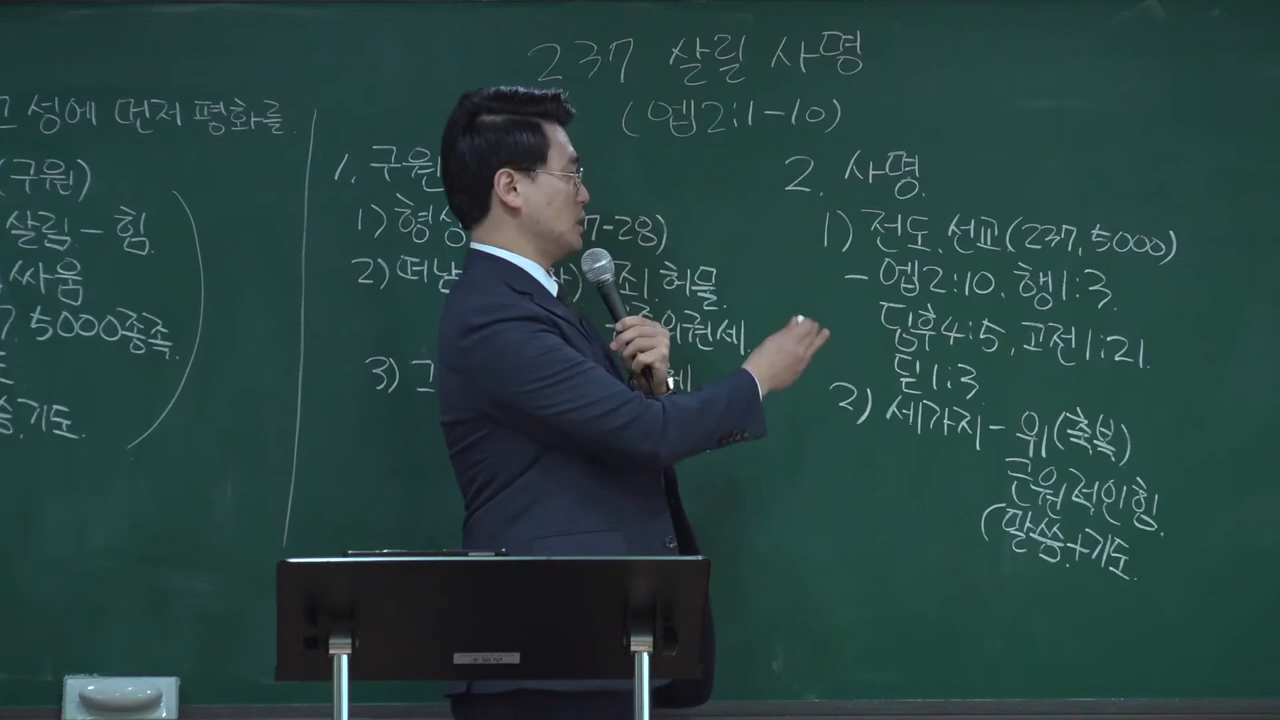 237 살릴 사명
(엡2:1-10)
성에 먼저 평화를.
(구원)
살림-힘.
싸움
5000종족.
기도.
1. 구원
1) 형상 7-28)
2) 떠남 죄.허물.
권세.
3) 그
2. 사명.
1) 전도.선교(237.5000)
- 엡2:10. 행1:3.
딤후4:5. 고전1:21.
딛1:3
2) 세가지- 위(축복)
근원적인힘.
(말씀+기도.